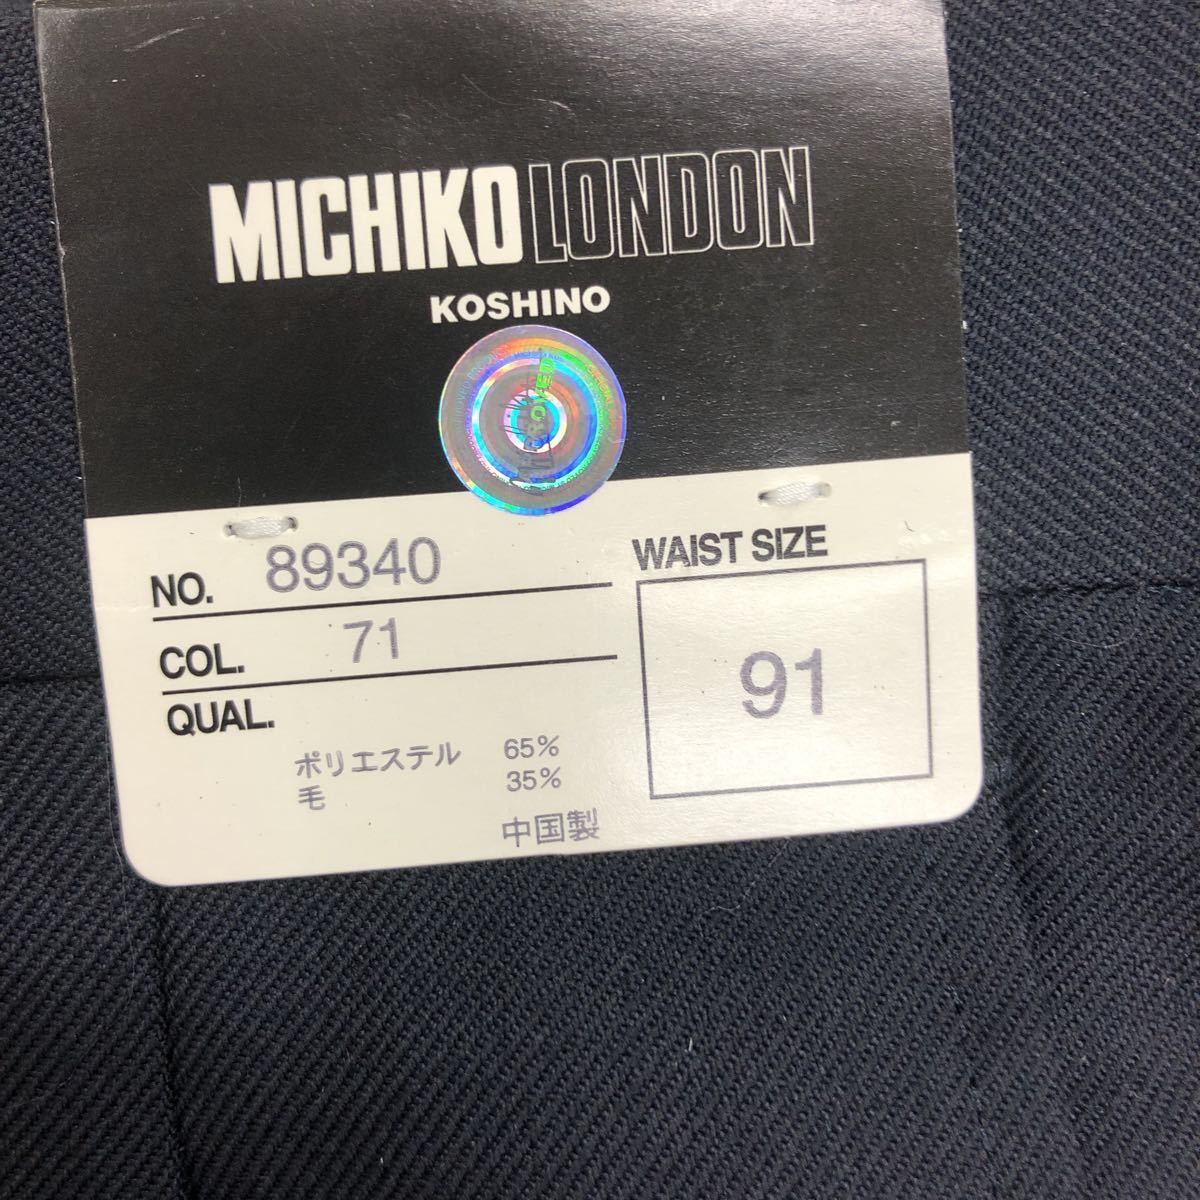 MICHIKO LONDON
KOSHINO
APPROVED
NO. 89340
COL. 71
QUAL.
ポリエステル 65%
毛 35%
中国製
WAIST SIZE
91